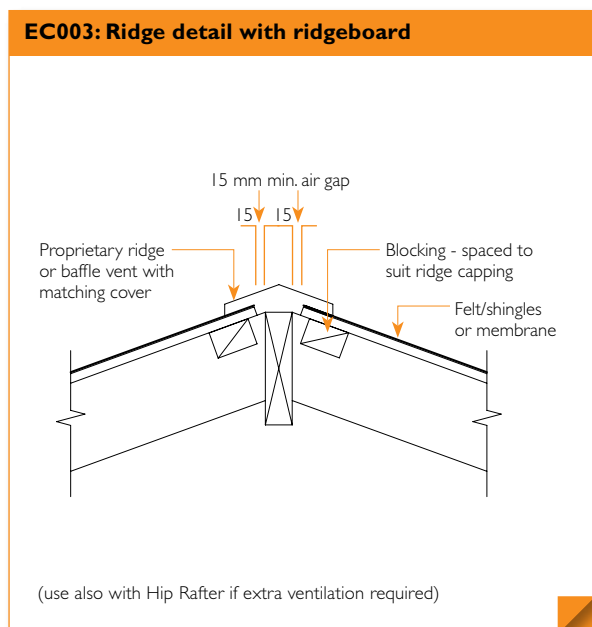 EC003: Ridge detail with ridgeboard
15 mm min. air gap
15 15
Proprietary ridge
or baffle vent with
matching cover
Blocking - spaced to
suit ridge capping
Felt/shingles
or membrane
(use also with Hip Rafter if extra ventilation required)